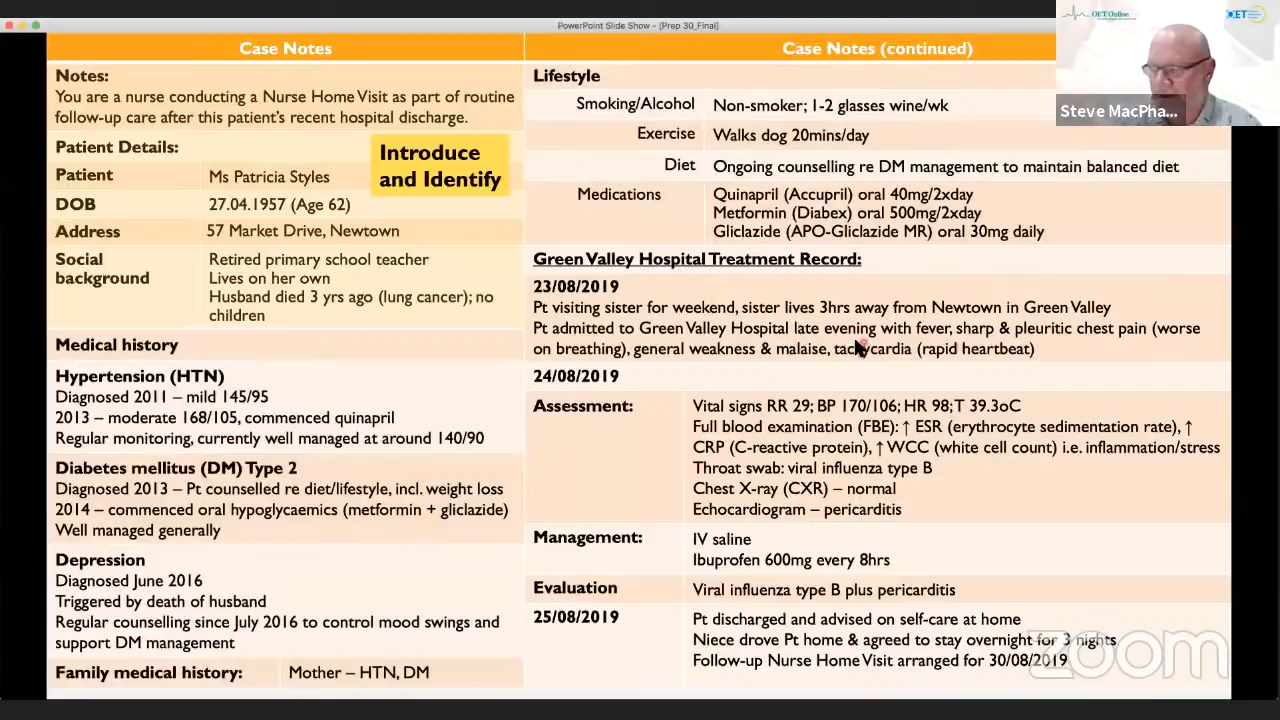 PowerPoint Slide Show - [Prep 30_Final]
OET Online
OET
Steve MacPha...
Case Notes
Notes:
You are a nurse conducting a Nurse Home Visit as part of routine
follow-up care after this patient's recent hospital discharge.
Patient Details:
Introduce
and Identify
Patient Ms Patricia Styles
DOB 27.04.1957 (Age 62)
Address 57 Market Drive, Newtown
Social
background
Retired primary school teacher
Lives on her own
Husband died 3 yrs ago (lung cancer); no
children
Medical history
Hypertension (HTN)
Diagnosed 2011 – mild 145/95
2013 – moderate 168/105, commenced quinapril
Regular monitoring, currently well managed at around 140/90
Diabetes mellitus (DM) Type 2
Diagnosed 2013 – Pt counselled re diet/lifestyle, incl. weight loss
2014 – commenced oral hypoglycaemics (metformin + gliclazide)
Well managed generally
Depression
Diagnosed June 2016
Triggered by death of husband
Regular counselling since July 2016 to control mood swings and
support DM management
Family medical history: Mother – HTN, DM
Case Notes (continued)
Lifestyle
Smoking/Alcohol Non-smoker; 1-2 glasses wine/wk
Exercise Walks dog 20mins/day
Diet Ongoing counselling re DM management to maintain balanced diet
Medications Quinapril (Accupril) oral 40mg/2xday
Metformin (Diabex) oral 500mg/2xday
Gliclazide (APO-Gliclazide MR) oral 30mg daily
Green Valley Hospital Treatment Record:
23/08/2019
Pt visiting sister for weekend, sister lives 3hrs away from Newtown in Green Valley
Pt admitted to Green Valley Hospital late evening with fever, sharp & pleuritic chest pain (worse
on breathing), general weakness & malaise, tachycardia (rapid heartbeat)
24/08/2019
Assessment: Vital signs RR 29; BP 170/106; HR 98; T 39.3oC
Full blood examination (FBE): ↑ ESR (erythrocyte sedimentation rate), ↑
CRP (C-reactive protein), ↑ WCC (white cell count) i.e. inflammation/stress
Throat swab: viral influenza type B
Chest X-ray (CXR) – normal
Echocardiogram – pericarditis
Management: IV saline
Ibuprofen 600mg every 8hrs
Evaluation Viral influenza type B plus pericarditis
25/08/2019 Pt discharged and advised on self-care at home
Niece drove Pt home & agreed to stay overnight for 3 nights
Follow-up Nurse Home Visit arranged for 30/08/2019
zoom